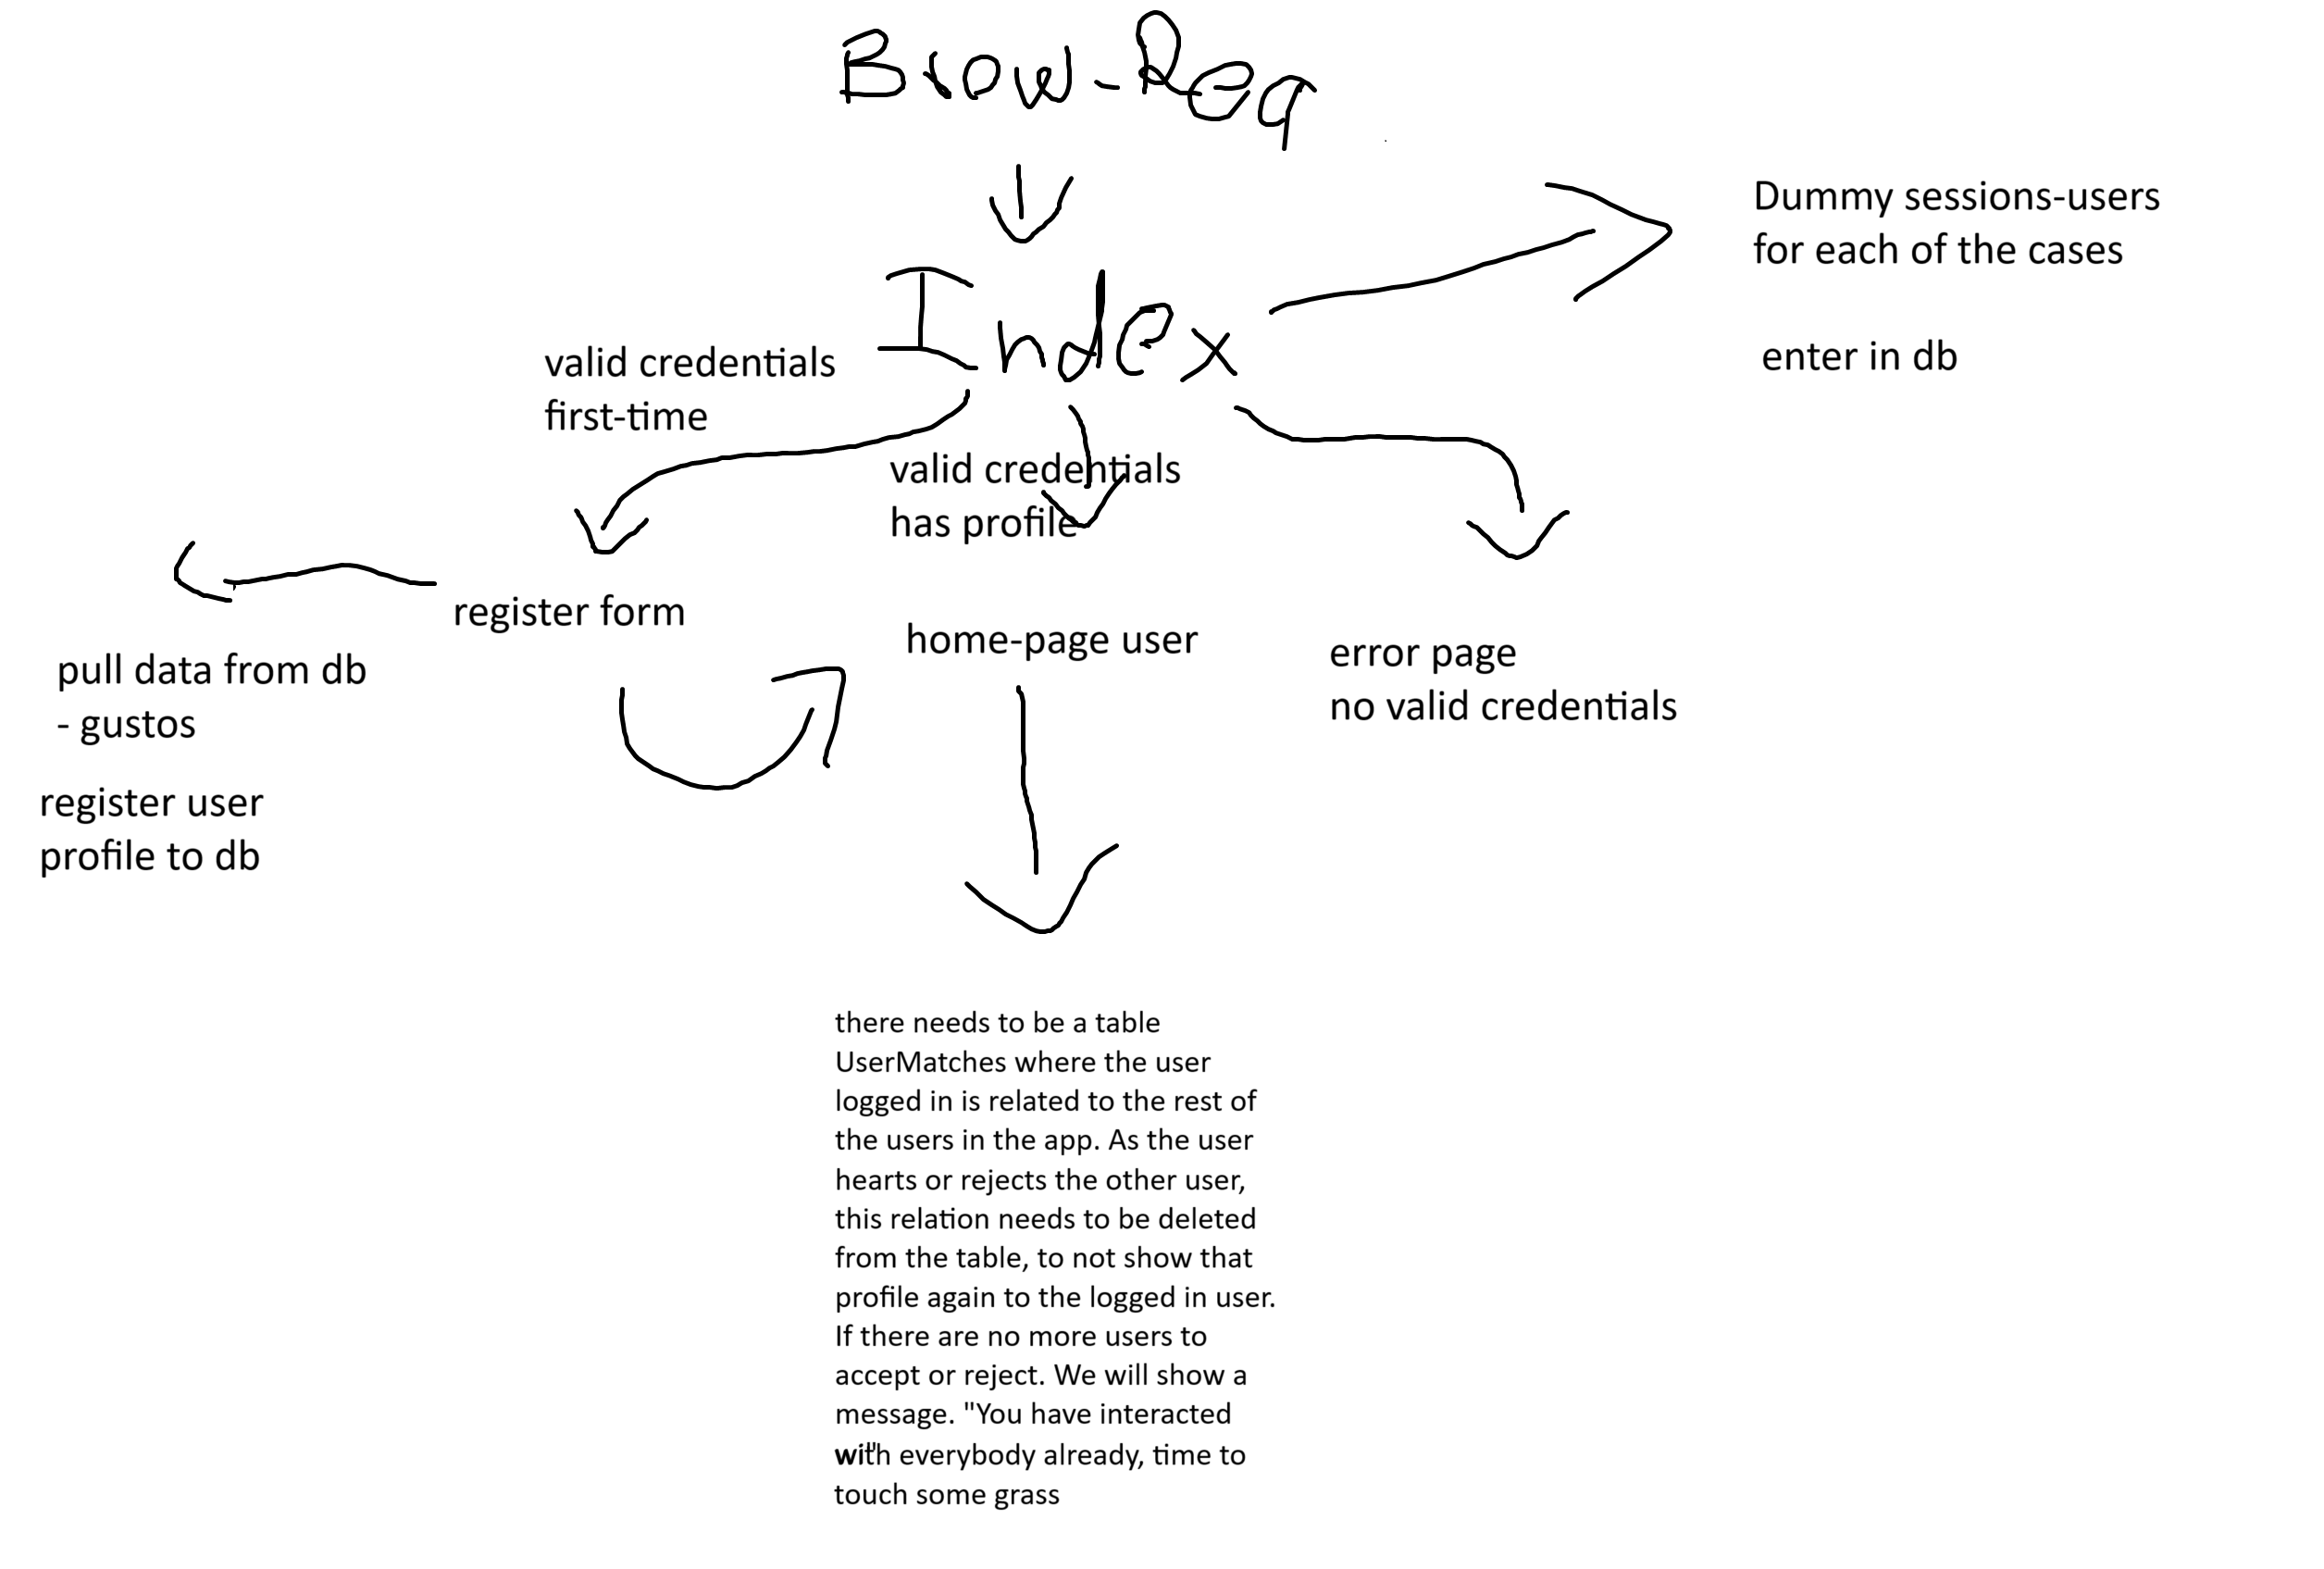 Brow-Req
Index
Dummy sessions-users
for each of the cases
enter in db
valid credentials
first-time
valid credentials
has profile
register form
home-page user
error page
no valid credentials
pull data from db
- gustos
register user
profile to db
there needs to be a table
UserMatches where the user
logged in is related to the rest of
the users in the app. As the user
hearts or rejects the other user,
this relation needs to be deleted
from the table, to not show that
profile again to the logged in user.
If there are no more users to
accept or reject. We will show a
message. "You have interacted
with everybody already, time to
touch some grass